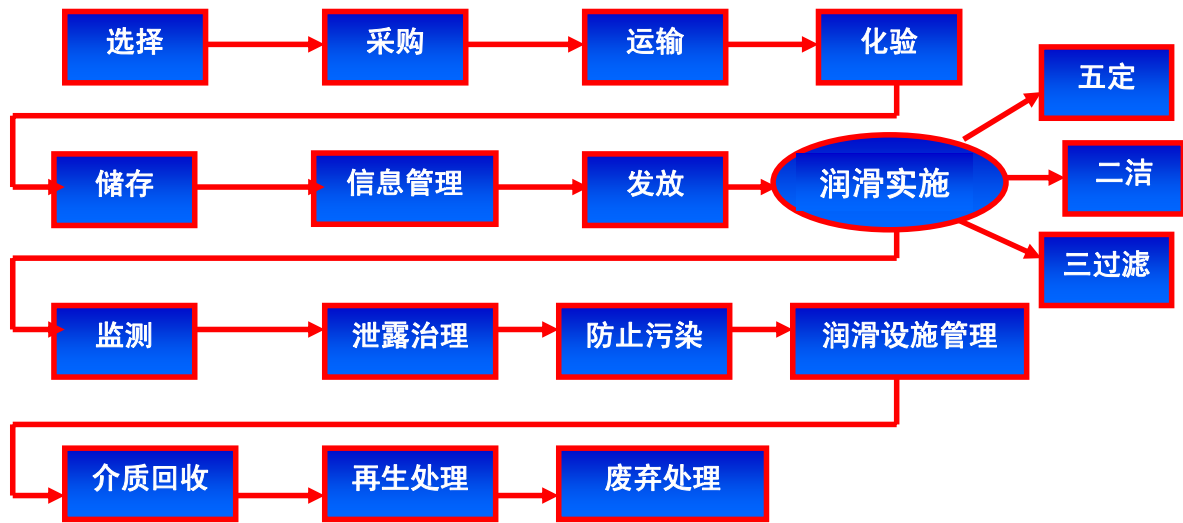 选择
采购
运输
化验
五定
储存
信息管理
发放
润滑实施
二洁
三过滤
监测
泄露治理
防止污染
润滑设施管理
介质回收
再生处理
废弃处理